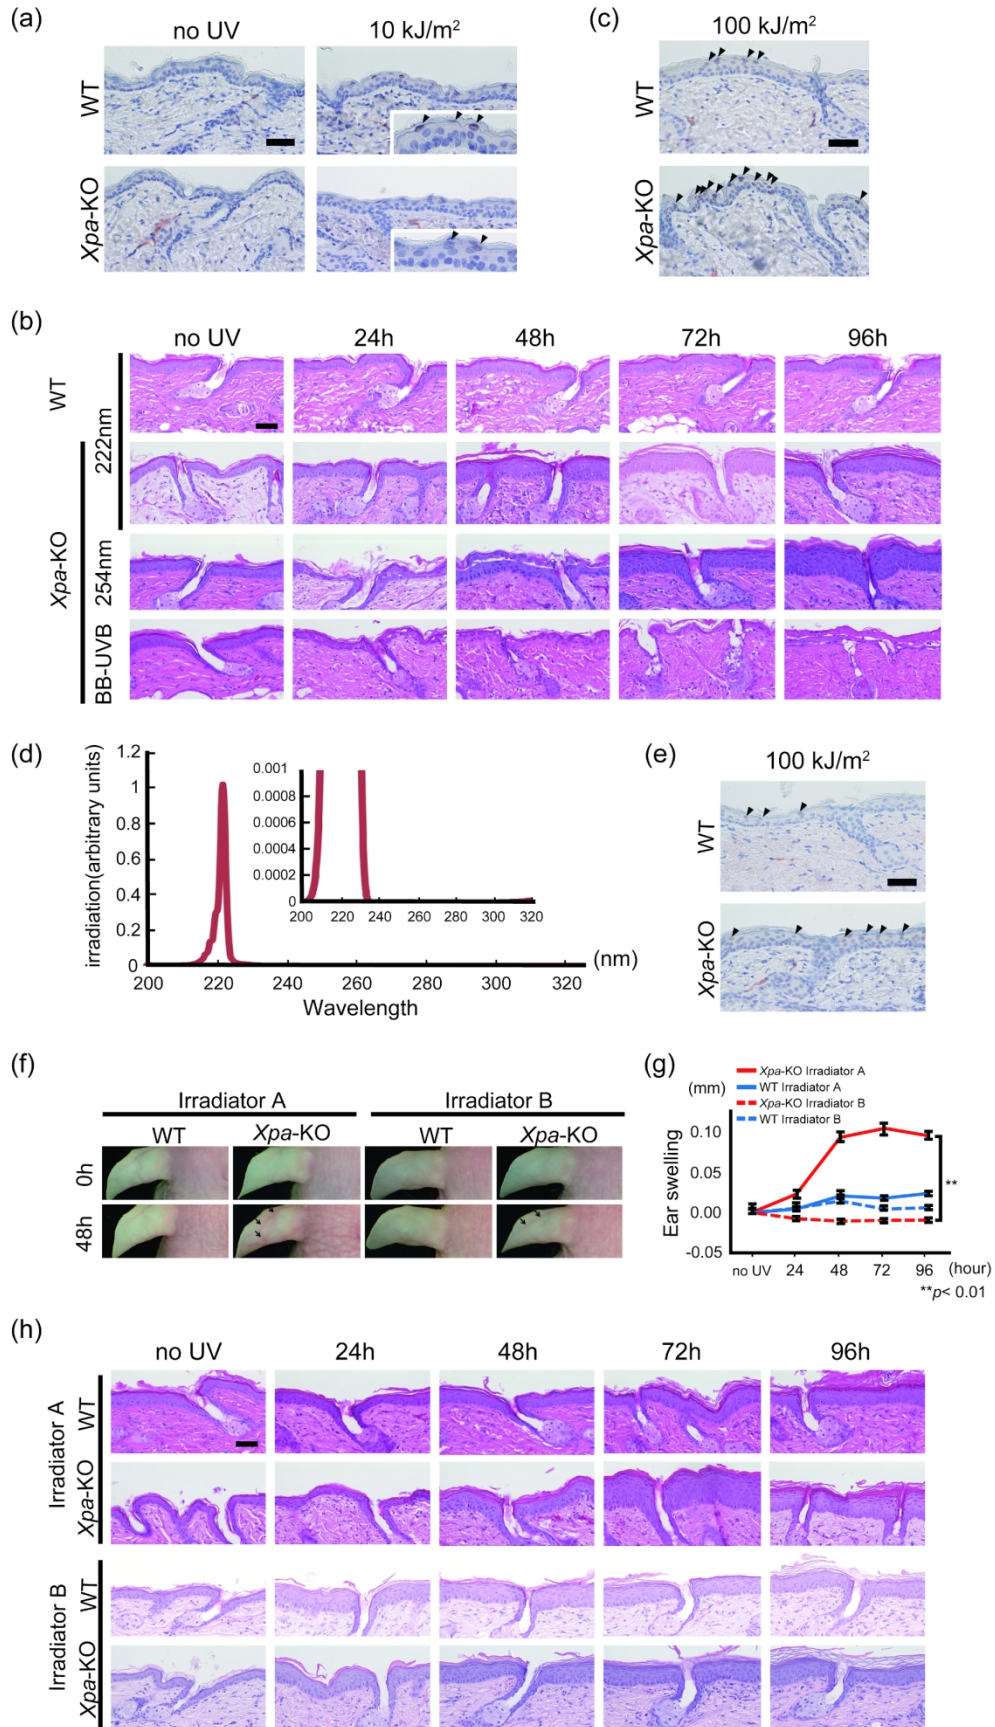 (a)
no UV
10 kJ/m²
WT
Xpa-KO
(c)
100 kJ/m²
WT
Xpa-KO
(b)
no UV
24h
48h
72h
96h
WT
222nm
Xpa-KO
254nm
BB-UVB
(d)
irradiation(arbitrary units)
1.2
1
0.8
0.6
0.4
0.2
0
200
220
240
260
280
300
320
(nm)
Wavelength
0.001
0.0008
0.0006
0.0004
0.0002
0
200
220
240
260
280
300
320
(e)
100 kJ/m²
WT
Xpa-KO
(f)
Irradiator A
Irradiator B
WT
Xpa-KO
WT
Xpa-KO
0h
48h
(g)
Xpa-KO Irradiator A
WT Irradiator A
Xpa-KO Irradiator B
WT Irradiator B
(mm)
Ear swelling
0.10
0.05
0.00
-0.05
**
no UV
24
48
72
96
(hour)
**p< 0.01
(h)
no UV
24h
48h
72h
96h
Irradiator A
WT
Xpa-KO
Irradiator B
WT
Xpa-KO